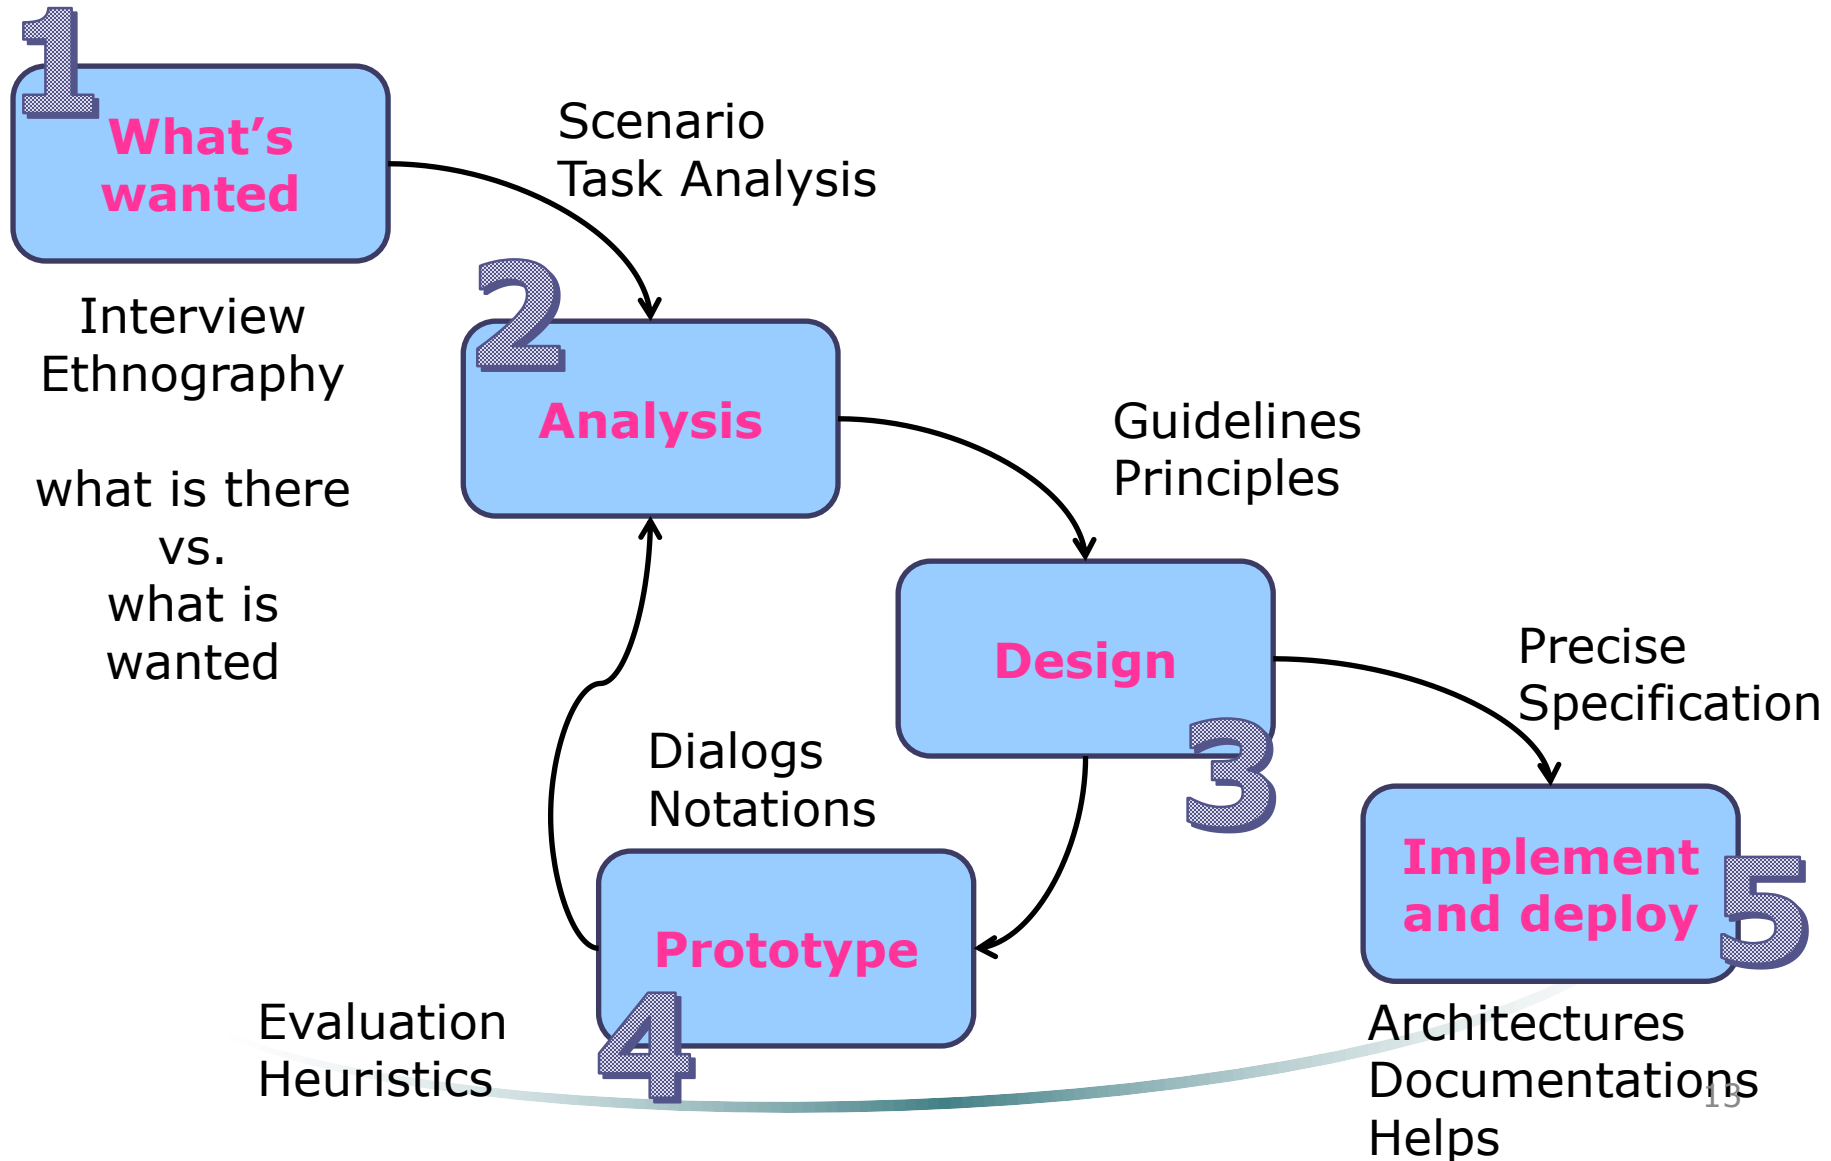 1
What's
wanted
Scenario
Task Analysis
Interview
Ethnography
what is there
vs.
what is
wanted
2
Analysis
Guidelines
Principles
Design
3
Precise
Specification
Dialogs
Notations
Prototype
4
Evaluation
Heuristics
Implement
and deploy
5
Architectures
Documentations
Helps
13